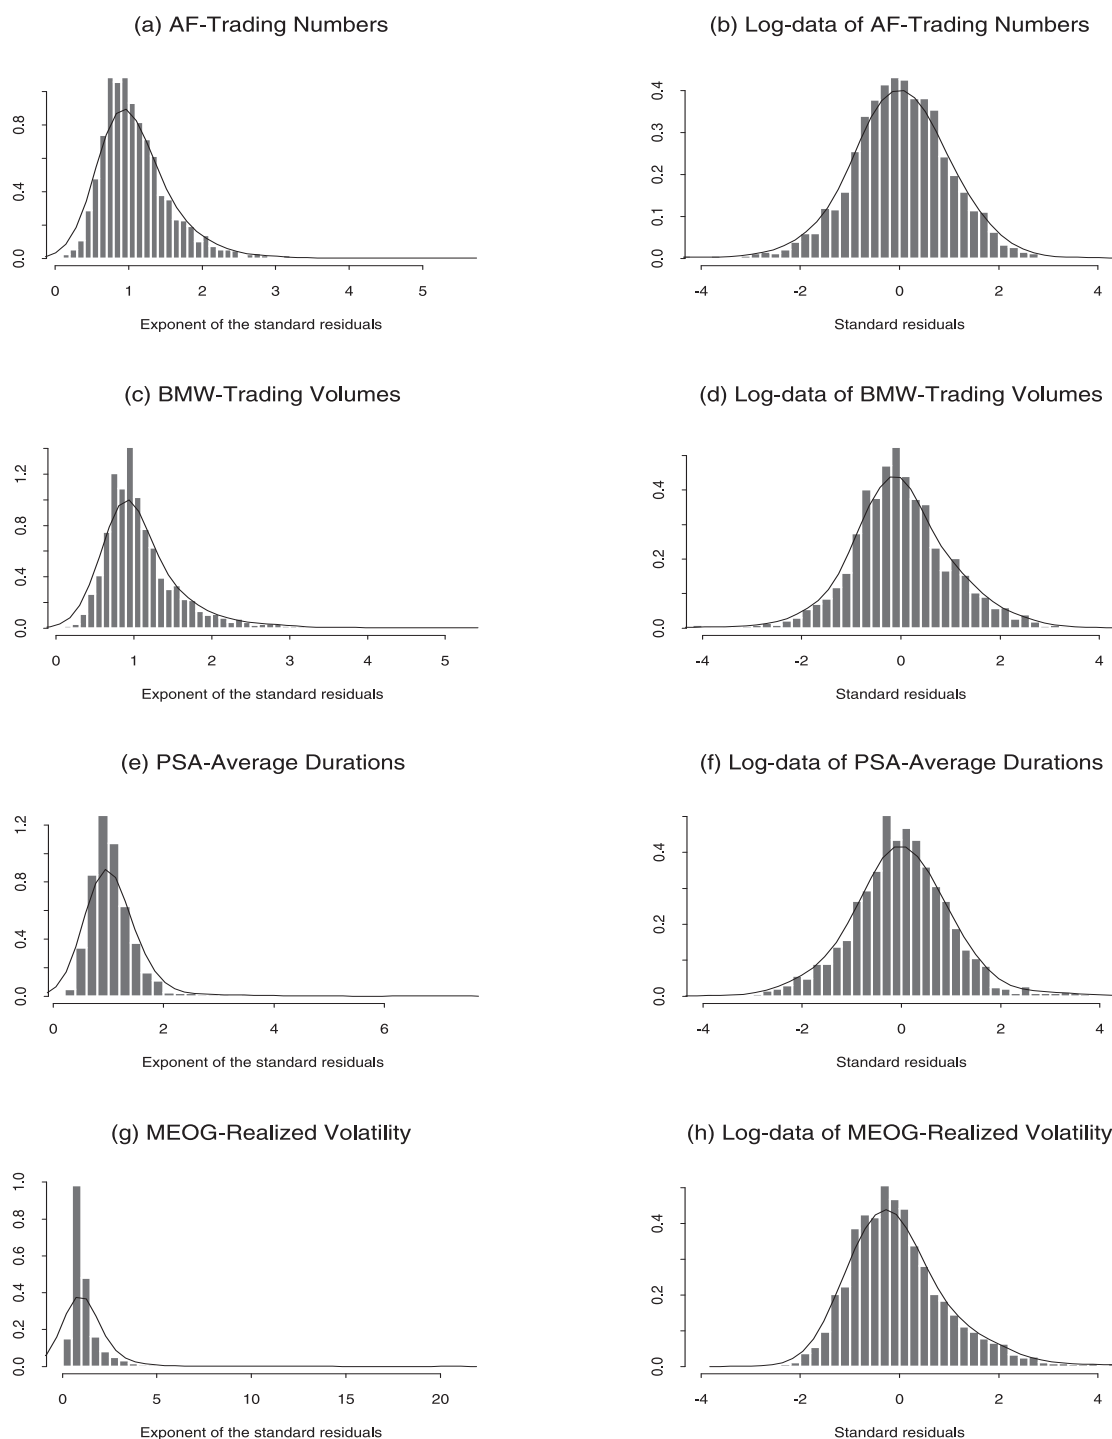 (a) AF-Trading Numbers
(b) Log-data of AF-Trading Numbers
0.0 0.4 0.8
0.0 0.1 0.2 0.3 0.4
0 1 2 3 4 5
-4 -2 0 2 4
Exponent of the standard residuals
Standard residuals
(c) BMW-Trading Volumes
(d) Log-data of BMW-Trading Volumes
0.0 0.4 0.8 1.2
0.0 0.2 0.4
0 1 2 3 4 5
-4 -2 0 2 4
Exponent of the standard residuals
Standard residuals
(e) PSA-Average Durations
(f) Log-data of PSA-Average Durations
0.0 0.4 0.8 1.2
0.0 0.2 0.4
0 2 4 6
-4 -2 0 2 4
Exponent of the standard residuals
Standard residuals
(g) MEOG-Realized Volatility
(h) Log-data of MEOG-Realized Volatility
0.0 0.2 0.4 0.6 0.8 1.0
0.0 0.2 0.4
0 5 10 15 20
-4 -2 0 2 4
Exponent of the standard residuals
Standard residuals